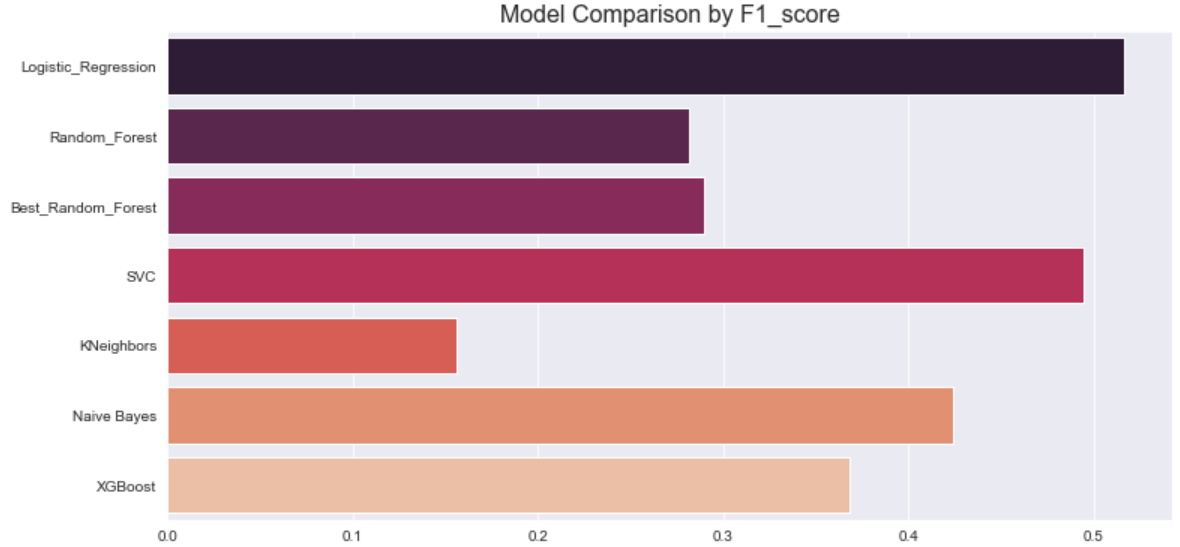 Model Comparison by F1_score
Logistic_Regression
Random_Forest
Best_Random_Forest
SVC
KNeighbors
Naive Bayes
XGBoost
0.0 0.1 0.2 0.3 0.4 0.5